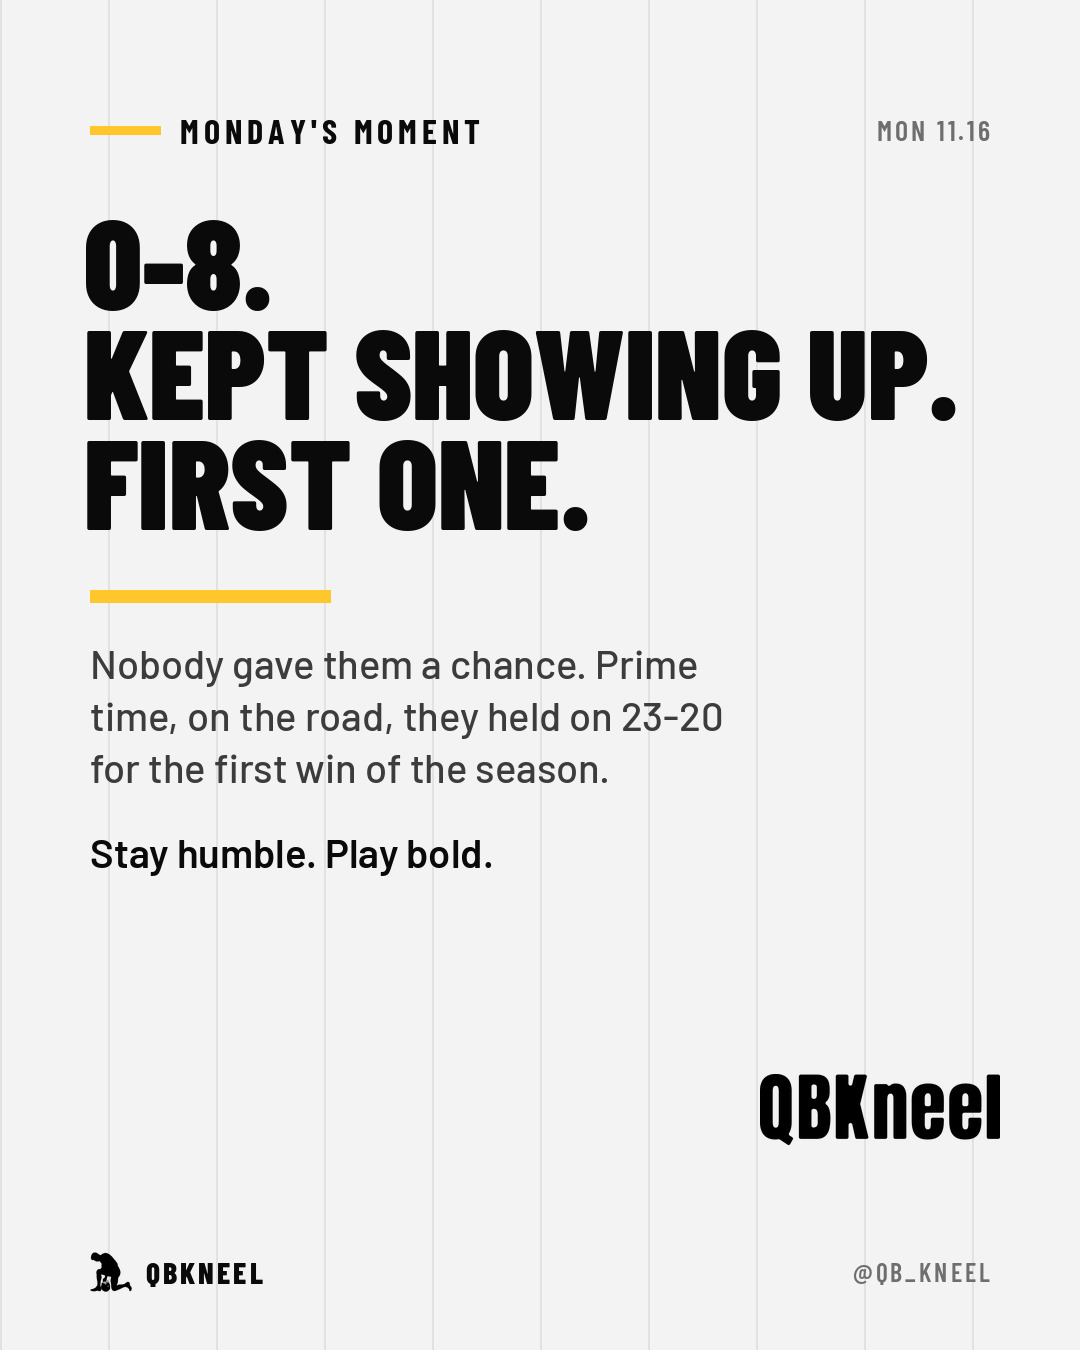 MONDAY'S MOMENT
MON 11.16
0-8.
KEPT SHOWING UP.
FIRST ONE.
Nobody gave them a chance. Prime
time, on the road, they held on 23-20
for the first win of the season.
Stay humble. Play bold.
QBKneel
QBKNEEL
@QB_KNEEL